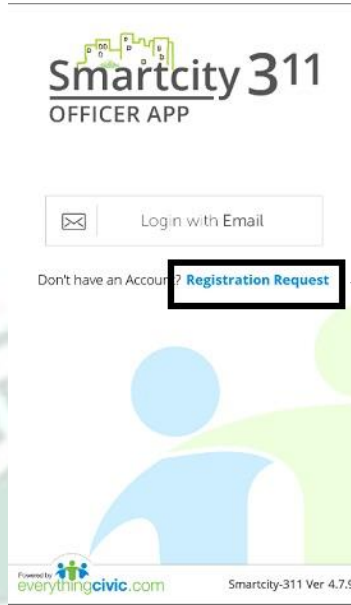 Smartcity 311
OFFICER APP
Login with Email
Don't have an Account? Registration Request
Powered by
everythingcivic.com
Smartcity-311 Ver 4.7.9